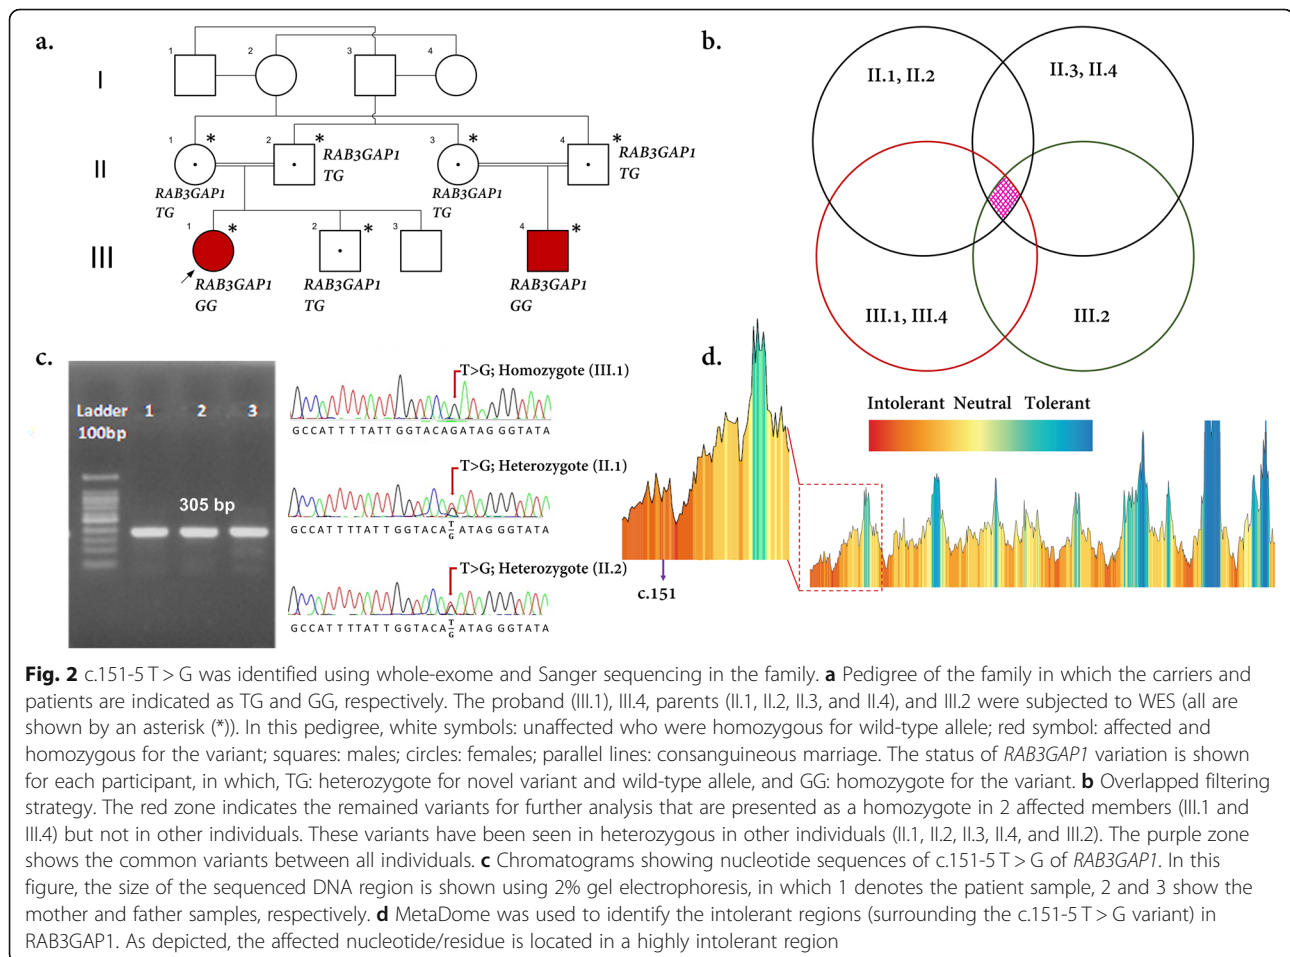 a.
I
1
2
3
4
II
1
*
2
*
RAB3GAP1
TG
3
*
4
*
RAB3GAP1
TG
RAB3GAP1
TG
RAB3GAP1
TG
III
1
*
2
*
3
4
*
RAB3GAP1
GG
RAB3GAP1
TG
RAB3GAP1
GG
b.
II.1, II.2
II.3, II.4
III.1, III.4
III.2
c.
Ladder
100bp
1
2
3
305 bp
T>G; Homozygote (III.1)
GCCATTTTATTGGTACAGATAGGGTATA
T>G; Heterozygote (II.1)
GCCATTTTATTGGTACA T/G ATAGGGTATA
T>G; Heterozygote (II.2)
GCCATTTTATTGGTACA T/G ATAGGGTATA
d.
Intolerant Neutral Tolerant
c.151
Fig. 2 c.151-5 T > G was identified using whole-exome and Sanger sequencing in the family. a Pedigree of the family in which the carriers and
patients are indicated as TG and GG, respectively. The proband (III.1), III.4, parents (II.1, II.2, II.3, and II.4), and III.2 were subjected to WES (all are
shown by an asterisk (*)). In this pedigree, white symbols: unaffected who were homozygous for wild-type allele; red symbol: affected and
homozygous for the variant; squares: males; circles: females; parallel lines: consanguineous marriage. The status of RAB3GAP1 variation is shown
for each participant, in which, TG: heterozygote for novel variant and wild-type allele, and GG: homozygote for the variant. b Overlapped filtering
strategy. The red zone indicates the remained variants for further analysis that are presented as a homozygote in 2 affected members (III.1 and
III.4) but not in other individuals. These variants have been seen in heterozygous in other individuals (II.1, II.2, II.3, II.4, and III.2). The purple zone
shows the common variants between all individuals. c Chromatograms showing nucleotide sequences of c.151-5 T > G of RAB3GAP1. In this
figure, the size of the sequenced DNA region is shown using 2% gel electrophoresis, in which 1 denotes the patient sample, 2 and 3 show the
mother and father samples, respectively. d MetaDome was used to identify the intolerant regions (surrounding the c.151-5 T > G variant) in
RAB3GAP1. As depicted, the affected nucleotide/residue is located in a highly intolerant region